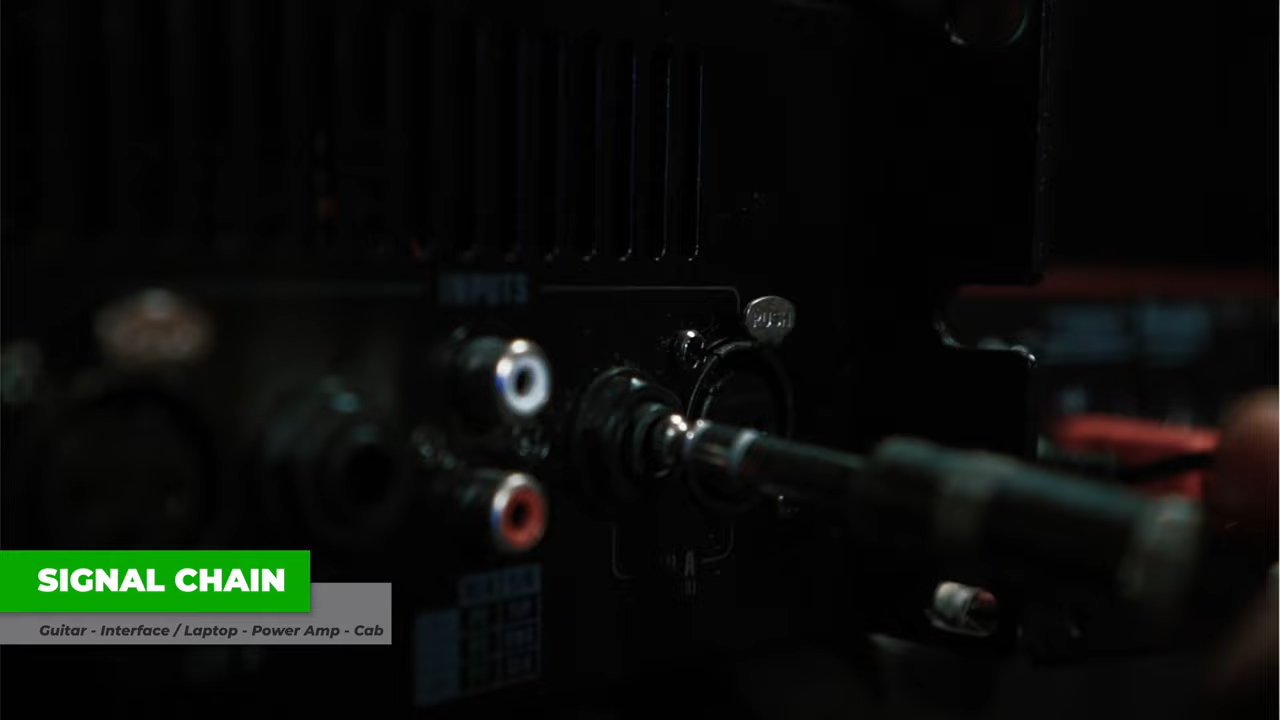 INPUTS
PUSH
SIGNAL CHAIN
Guitar - Interface / Laptop - Power Amp - Cab